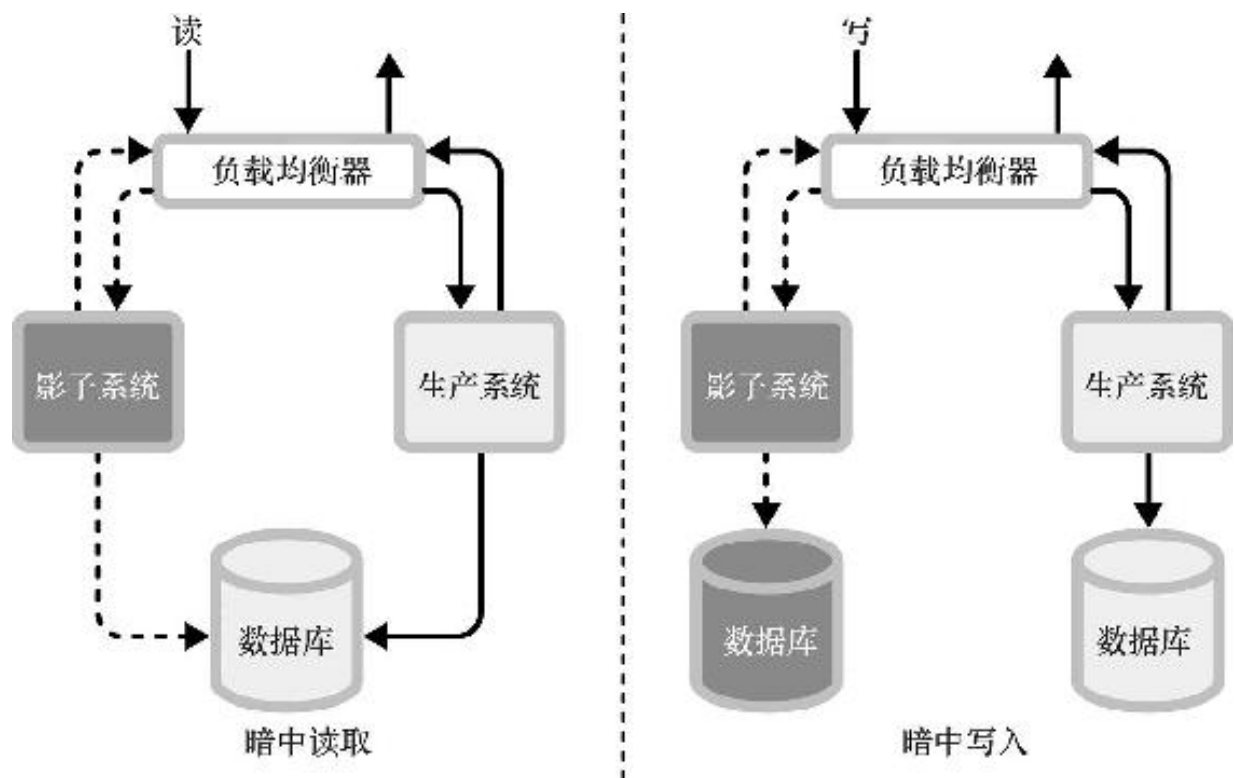 读
负载均衡器
影子系统
生产系统
数据库
暗中读取
写
负载均衡器
影子系统
生产系统
数据库
数据库
暗中写入